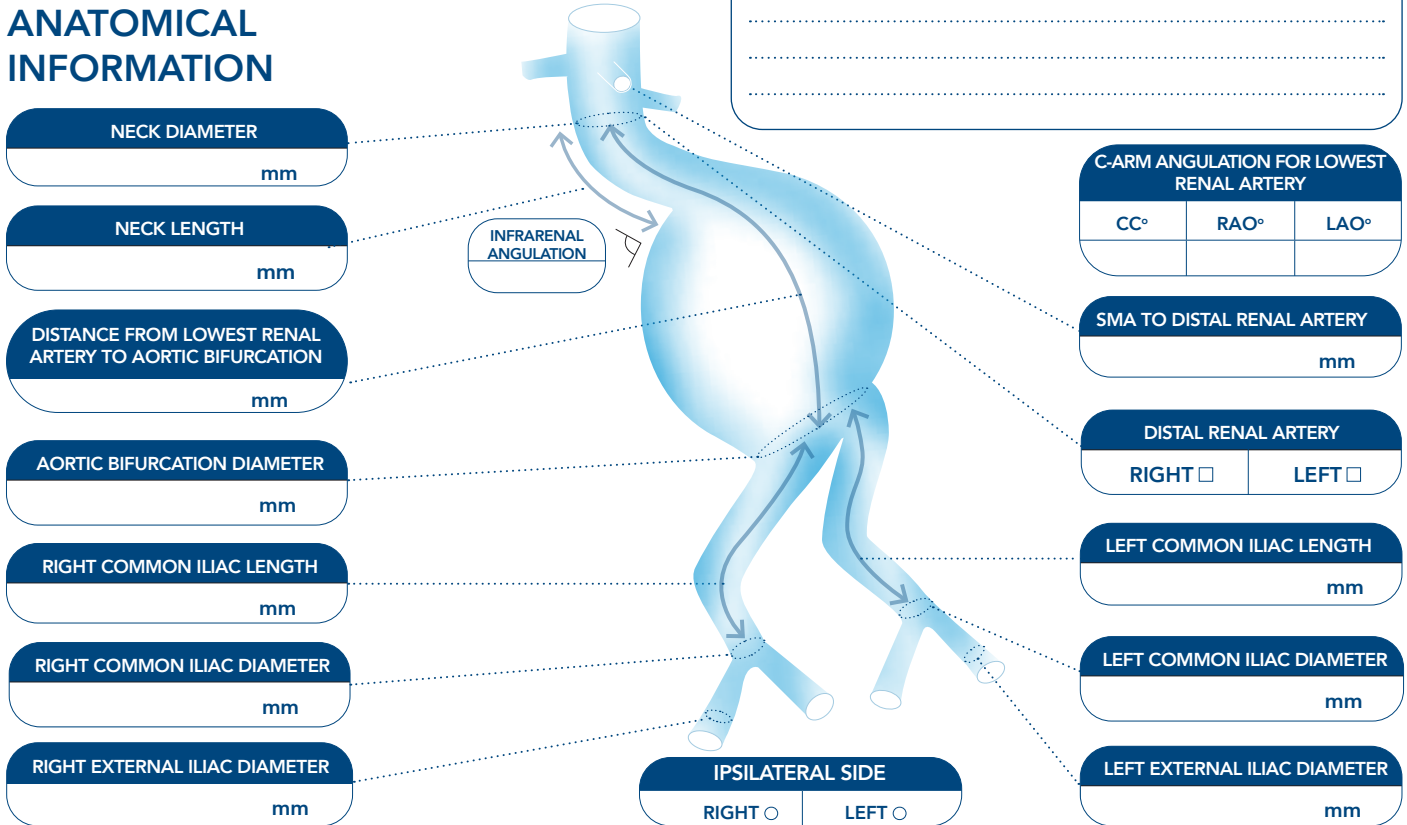 ANATOMICAL
INFORMATION
NECK DIAMETER
mm
NECK LENGTH
mm
INFRARENAL
ANGULATION
DISTANCE FROM LOWEST RENAL
ARTERY TO AORTIC BIFURCATION
mm
AORTIC BIFURCATION DIAMETER
mm
RIGHT COMMON ILIAC LENGTH
mm
RIGHT COMMON ILIAC DIAMETER
mm
RIGHT EXTERNAL ILIAC DIAMETER
mm
IPSILATERAL SIDE
RIGHT LEFT
C-ARM ANGULATION FOR LOWEST
RENAL ARTERY
CCº RAOº LAOº
SMA TO DISTAL RENAL ARTERY
mm
DISTAL RENAL ARTERY
RIGHT LEFT
LEFT COMMON ILIAC LENGTH
mm
LEFT COMMON ILIAC DIAMETER
mm
LEFT EXTERNAL ILIAC DIAMETER
mm